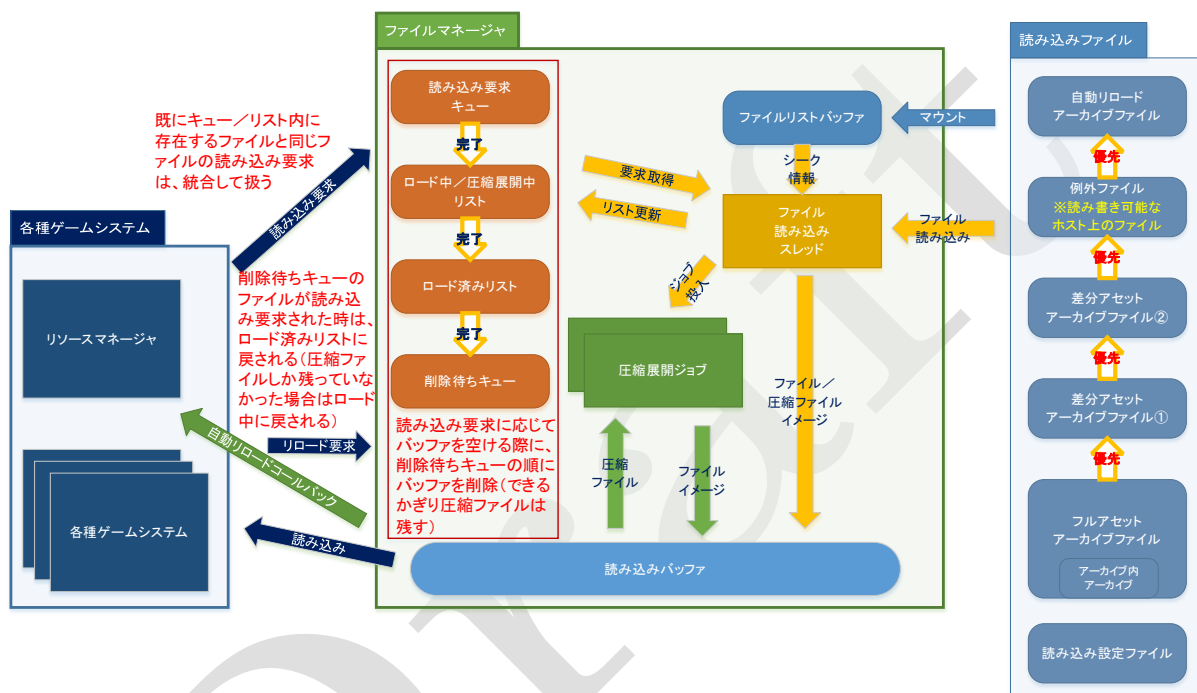 ファイルマネージャ
読み込み要求
キュー
完了
ロード中／圧縮展開中
リスト
完了
ロード済みリスト
完了
削除待ちキュー
読み込み要求に応じて
バッファを空ける際に、
削除待ちキューの順に
バッファを削除（できる
かぎり圧縮ファイルは
残す）
既にキュー／リスト内に
存在するファイルと同じフ
ァイルの読み込み要求
は、統合して扱う
読み込み要求
各種ゲームシステム
リソースマネージャ
各種ゲームシステム
削除待ちキューの
ファイルが読み込
み要求された時は、
ロード済みリストに
戻される（圧縮ファ
イルしか残っていな
かった場合はロード
中に戻される）
リロード要求
自動リロードコールバック
読み込み
ファイルリストバッファ
マウント
シーク
情報
要求取得
リスト更新
ファイル
読み込み
スレッド
ファイル
読み込み
ジョブ
投入
圧縮展開ジョブ
圧縮
ファイル
ファイル
イメージ
ファイル／
圧縮ファイル
イメージ
読み込みバッファ
読み込みファイル
自動リロード
アーカイブファイル
優先
例外ファイル
※読み書き可能な
ホスト上のファイル
優先
差分アセット
アーカイブファイル②
優先
差分アセット
アーカイブファイル①
優先
フルアセット
アーカイブファイル
アーカイブ内
アーカイブ
読み込み設定ファイル
Draft